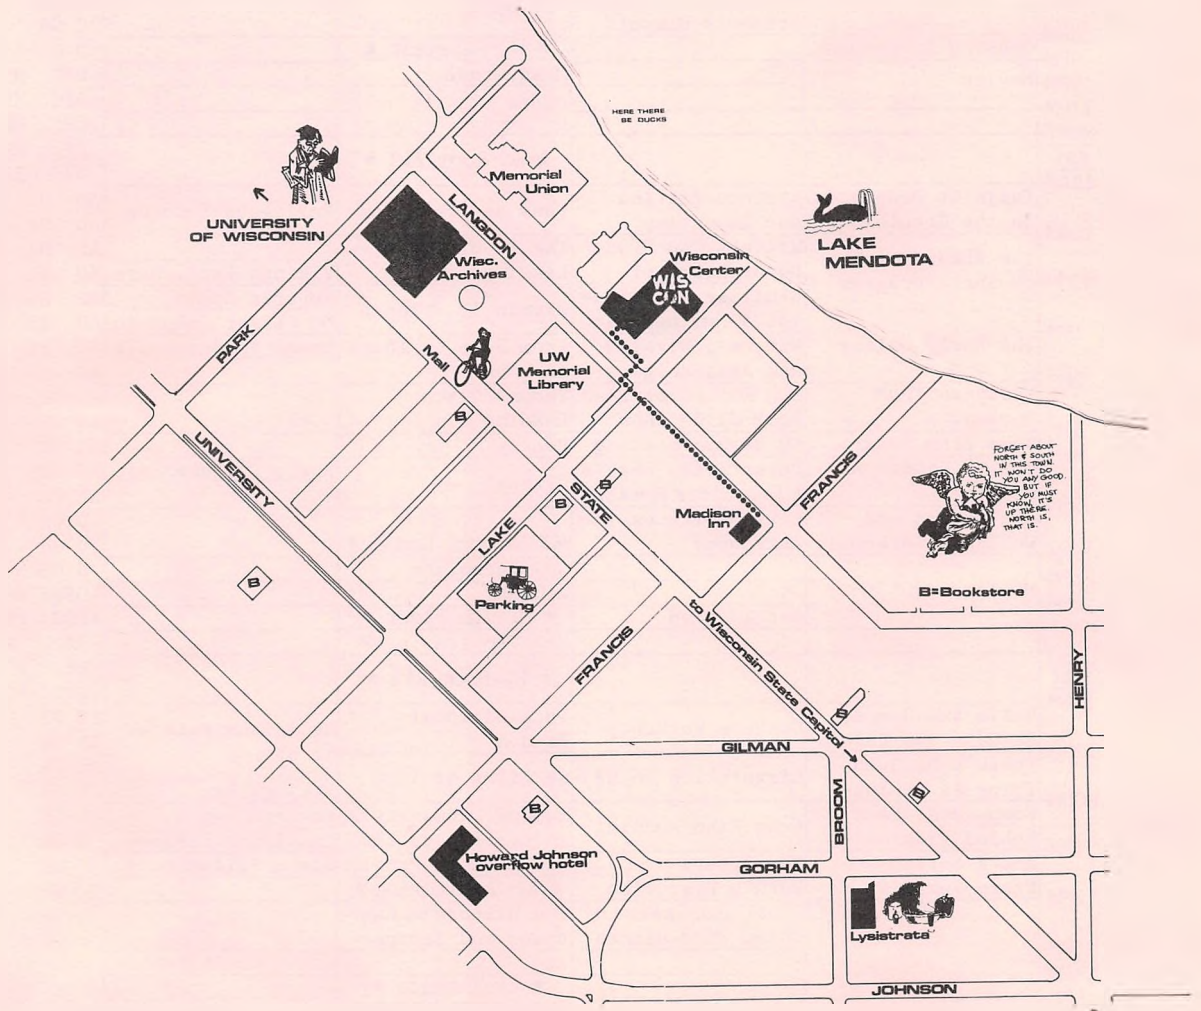 HERE THERE
BE DUCKS
Memorial
Union
LANGDON
UNIVERSITY
OF WISCONSIN
Wisc.
Archives
Wisconsin
Center
WIS
CON
LAKE
MENDOTA
PARK
Mall
UW
Memorial
Library
B
UNIVERSITY
FORGET ABOUT
NORTH & SOUTH
IN THIS TOWN.
IT WON'T DO
YOU ANY GOOD.
BUT IF
YOU MUST
KNOW, IT'S
UP THERE.
NORTH IS,
THAT IS.
FRANCIS
B
STATE
B
LAKE
Madison
Inn
B
Parking
B=Bookstore
to Wisconsin State Capitol
FRANCIS
HENRY
B
GILMAN
B
BROOM
B
Howard Johnson
overflow hotel
GORHAM
Lysistrata
JOHNSON